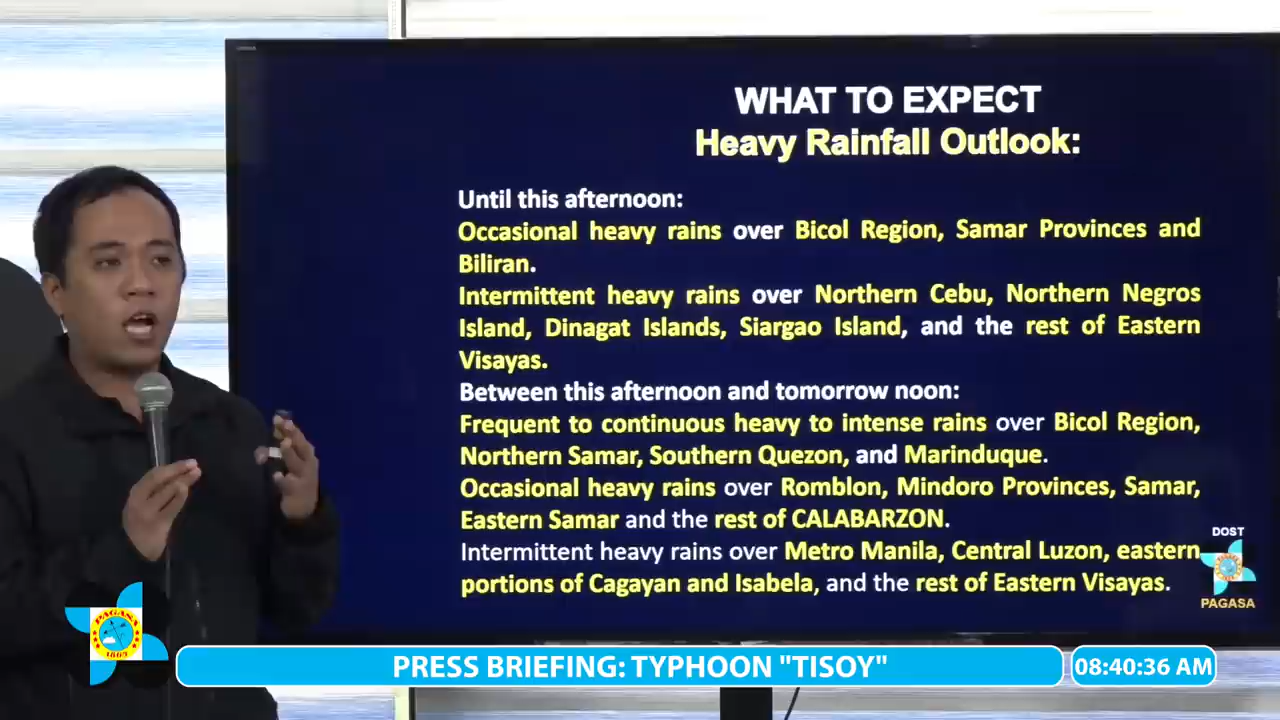 WHAT TO EXPECT
Heavy Rainfall Outlook:
Until this afternoon:
Occasional heavy rains over Bicol Region, Samar Provinces and
Biliran.
Intermittent heavy rains over Northern Cebu, Northern Negros
Island, Dinagat Islands, Siargao Island, and the rest of Eastern
Visayas.
Between this afternoon and tomorrow noon:
Frequent to continuous heavy to intense rains over Bicol Region,
Northern Samar, Southern Quezon, and Marinduque.
Occasional heavy rains over Romblon, Mindoro Provinces, Samar,
Eastern Samar and the rest of CALABARZON.
Intermittent heavy rains over Metro Manila, Central Luzon, eastern
portions of Cagayan and Isabela, and the rest of Eastern Visayas.
DOST
PAGASA
PAGASA
1865
PRESS BRIEFING: TYPHOON "TISOY"
08:40:36 AM